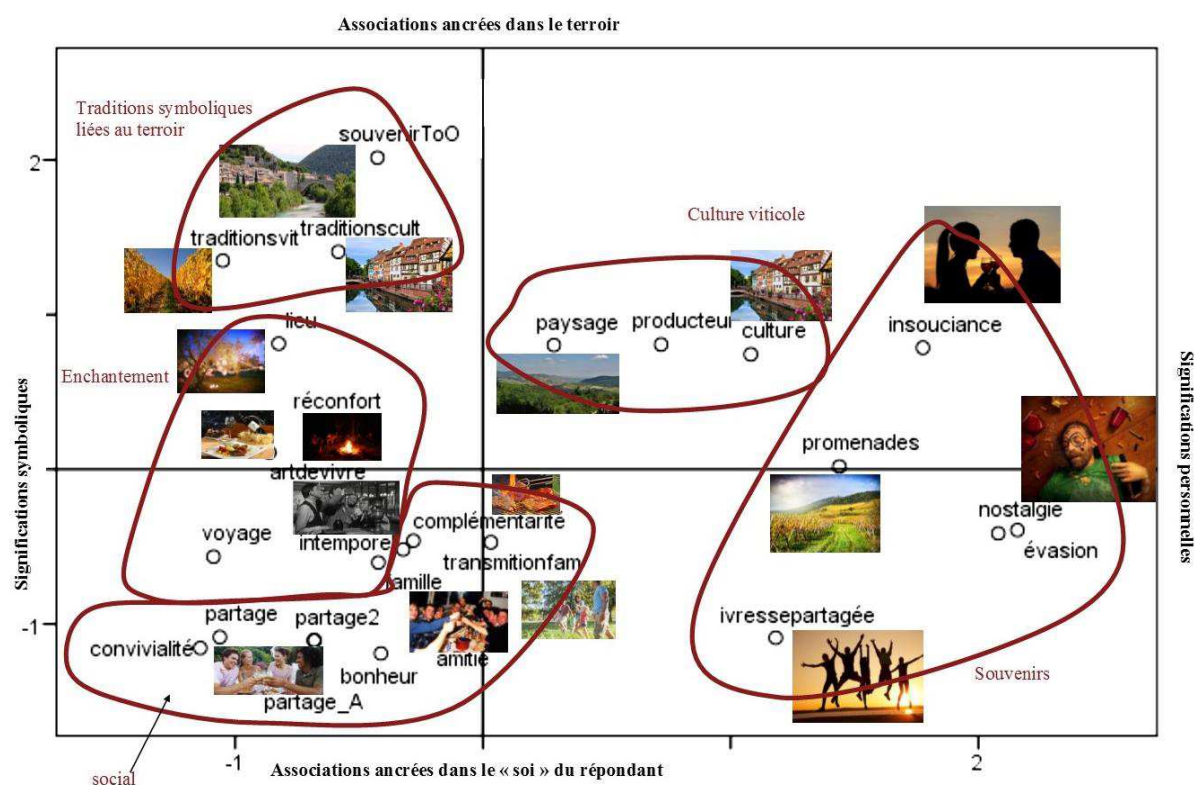 Associations ancrées dans le terroir
Traditions symboliques
liées au terroir
souvenirToO
2
traditionscult
traditionsvit
Culture viticole
lieu
paysage
producteur
culture
insouciance
Enchantement
réconfort
Significations symboliques
Significations personnelles
promenades
artdevivre
complémentarité
nostalgie
voyage
intempore
transmitionfam
évasion
famille
-1
partage
partage2
ivressepartagée
convivialité
amitié
bonheur
Souvenirs
partage_A
-1
2
Associations ancrées dans le « soi » du répondant
social